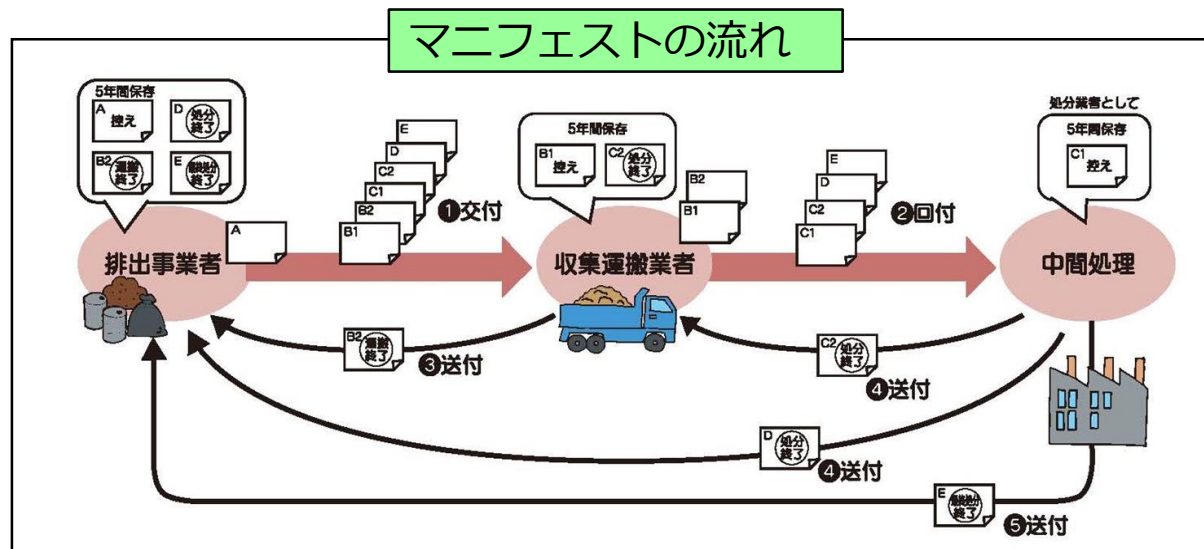 マニフェストの流れ
5年間保存
A
控え
D
処分
終了
B2
運搬
終了
E
最終処分
終了
排出事業者
A
E
D
C2
C1
B2
B1
❶交付
5年間保存
B1
控え
C2
処分
終了
収集運搬業者
B2
B1
E
D
C2
C1
❷回付
処分業者として
5年間保存
C1
控え
中間処理
B2
運搬
終了
❸送付
C2
処分
終了
❹送付
D
処分
終了
❹送付
E
最終処分
終了
❺送付